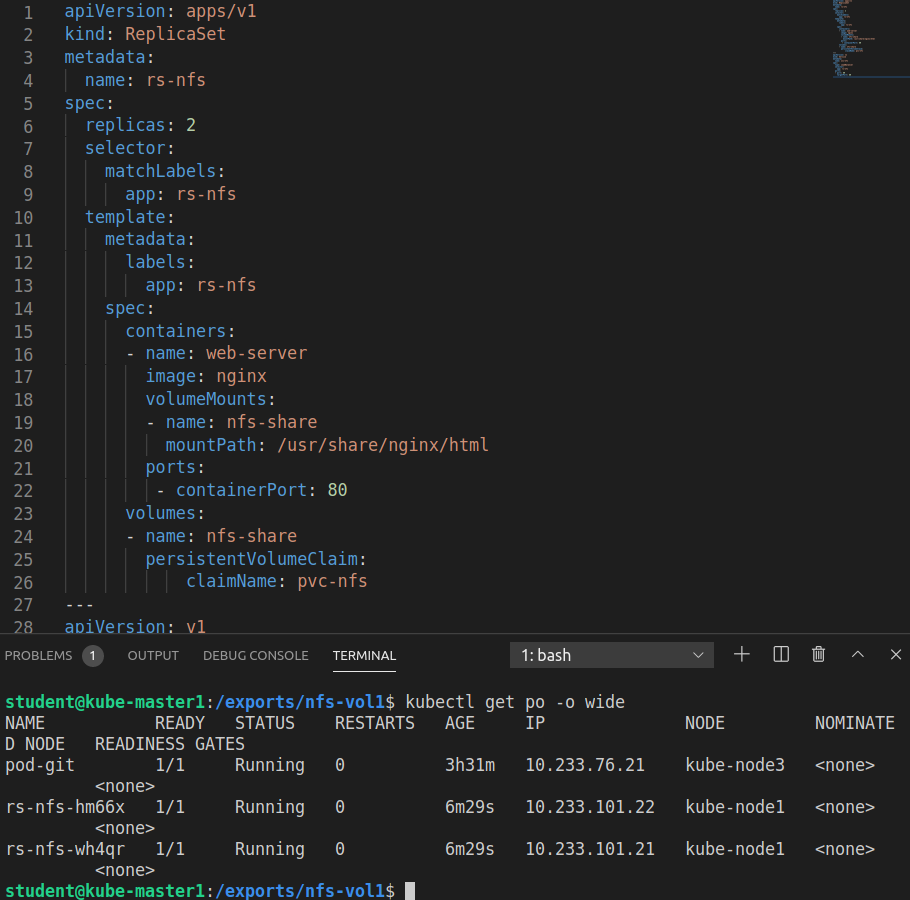 1 apiVersion: apps/v1
2 kind: ReplicaSet
3 metadata:
4   name: rs-nfs
5 spec:
6   replicas: 2
7   selector:
8     matchLabels:
9       app: rs-nfs
10   template:
11     metadata:
12       labels:
13         app: rs-nfs
14     spec:
15       containers:
16       - name: web-server
17         image: nginx
18         volumeMounts:
19         - name: nfs-share
20           mountPath: /usr/share/nginx/html
21         ports:
22          - containerPort: 80
23       volumes:
24       - name: nfs-share
25         persistentVolumeClaim:
26             claimName: pvc-nfs
27 ---
28 apiVersion: v1
PROBLEMS 1 OUTPUT DEBUG CONSOLE TERMINAL 1: bash
student@kube-master1:/exports/nfs-vol1$ kubectl get po -o wide
NAME           READY   STATUS    RESTARTS   AGE     IP              NODE         NOMINATE
D NODE   READINESS GATES
pod-git        1/1     Running   0          3h31m   10.233.76.21    kube-node3   <none>
         <none>
rs-nfs-hm66x   1/1     Running   0          6m29s   10.233.101.22   kube-node1   <none>
         <none>
rs-nfs-wh4qr   1/1     Running   0          6m29s   10.233.101.21   kube-node1   <none>
         <none>
student@kube-master1:/exports/nfs-vol1$